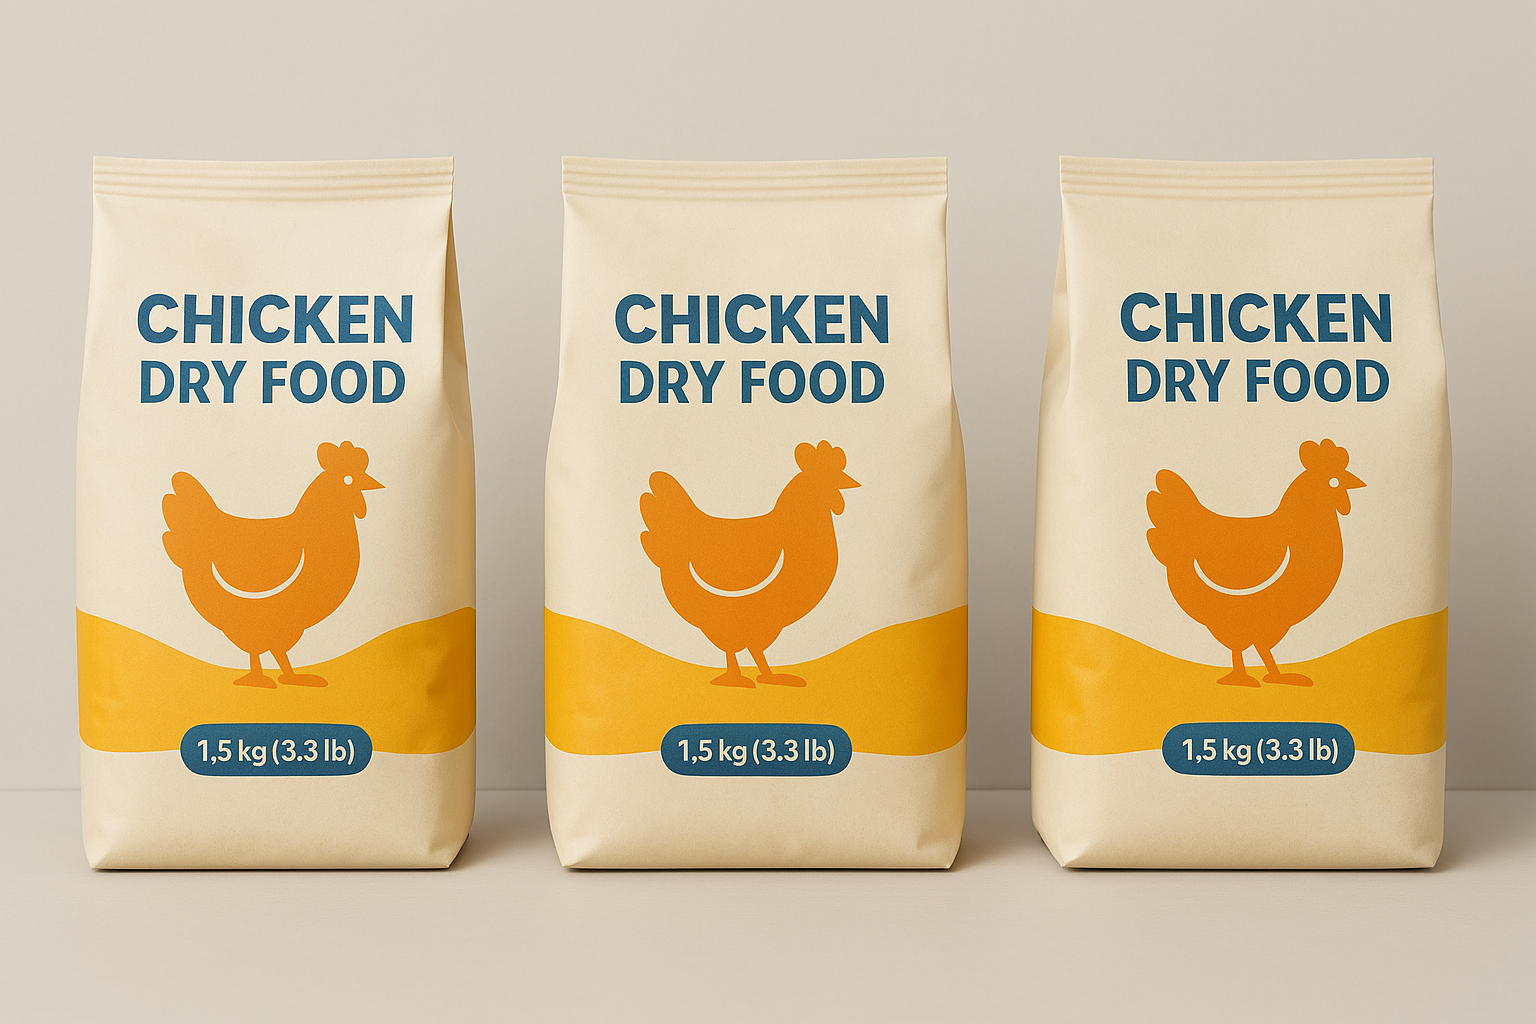 CHICKEN
DRY FOOD
1,5 kg (3.3 lb)
CHICKEN
DRY FOOD
1,5 kg (3.3 lb)
CHICKEN
DRY FOOD
1,5 kg (3.3 lb)